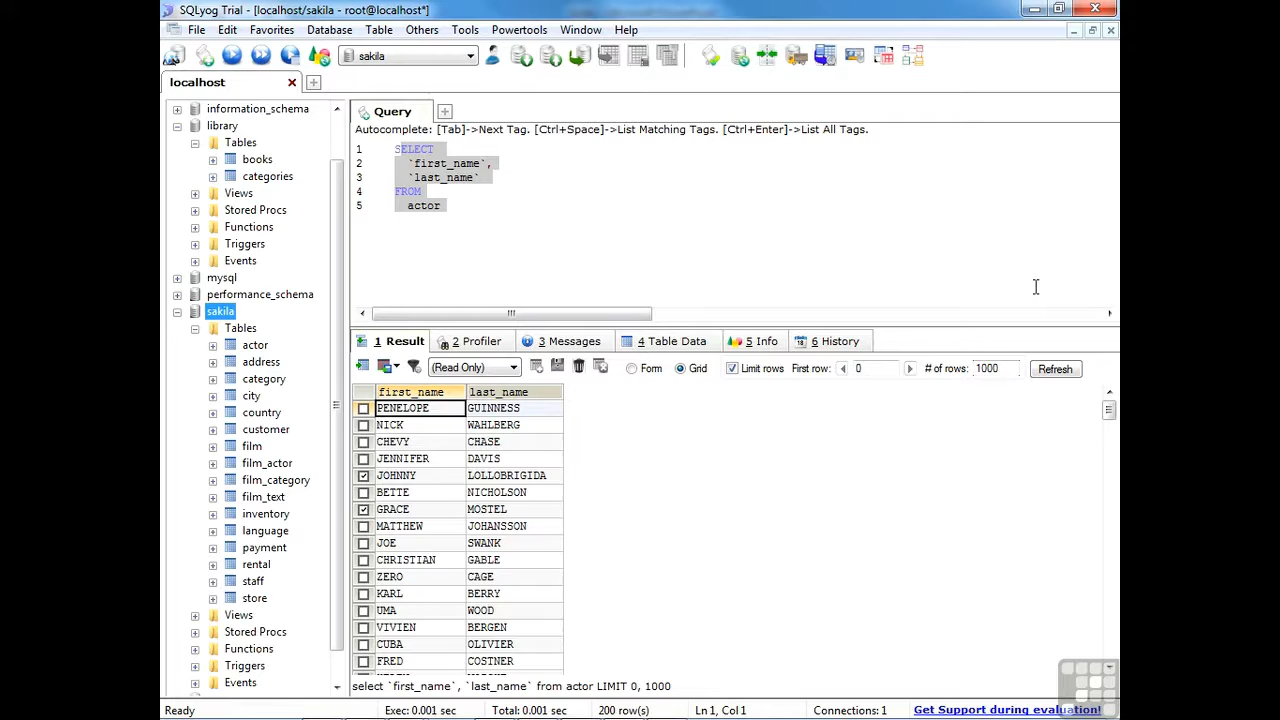 SQLyog Trial - [localhost/sakila - root@localhost*]
File Edit Favorites Database Table Others Tools Powertools Window Help
sakila
localhost
information_schema
library
Tables
books
categories
Views
Stored Procs
Functions
Triggers
Events
mysql
performance_schema
sakila
Tables
actor
address
category
city
country
customer
film
film_actor
film_category
film_text
inventory
language
payment
rental
staff
store
Views
Stored Procs
Functions
Triggers
Events
Query
Autocomplete: [Tab]->Next Tag. [Ctrl+Space]->List Matching Tags. [Ctrl+Enter]->List All Tags.
1 SELECT
2 `first_name`,
3 `last_name`
4 FROM
5 actor
1 Result 2 Profiler 3 Messages 4 Table Data 5 Info 6 History
(Read Only) Form Grid Limit rows First row: 0 # of rows: 1000 Refresh
first_name last_name
PENELOPE GUINNESS
NICK WAHLBERG
CHEVY CHASE
JENNIFER DAVIS
JOHNNY LOLLOBRIGIDA
BETTE NICHOLSON
GRACE MOSTEL
MATTHEW JOHANSSON
JOE SWANK
CHRISTIAN GABLE
ZERO CAGE
KARL BERRY
UMA WOOD
VIVIEN BERGEN
CUBA OLIVIER
FRED COSTNER
select `first_name`, `last_name` from actor LIMIT 0, 1000
Ready Exec: 0.001 sec Total: 0.001 sec 200 row(s) Ln 1, Col 1 Connections: 1 Get Support during evaluation!